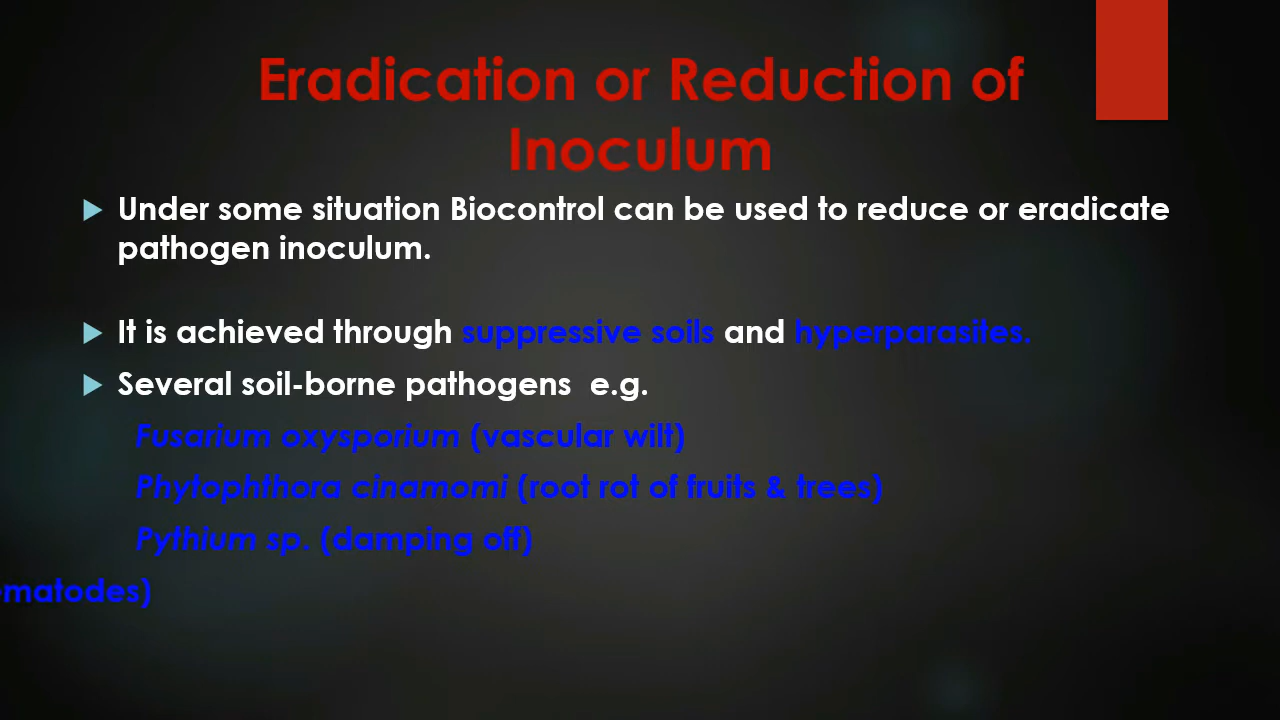 Eradication or Reduction of
Inoculum
Under some situation Biocontrol can be used to reduce or eradicate
pathogen inoculum.
It is achieved through suppressive soils and hyperparasites.
Several soil-borne pathogens e.g.
Fusarium oxysporium (vascular wilt)
Phytophthora cinamomi (root rot of fruits & trees)
Pythium sp. (damping off)
ematodes)